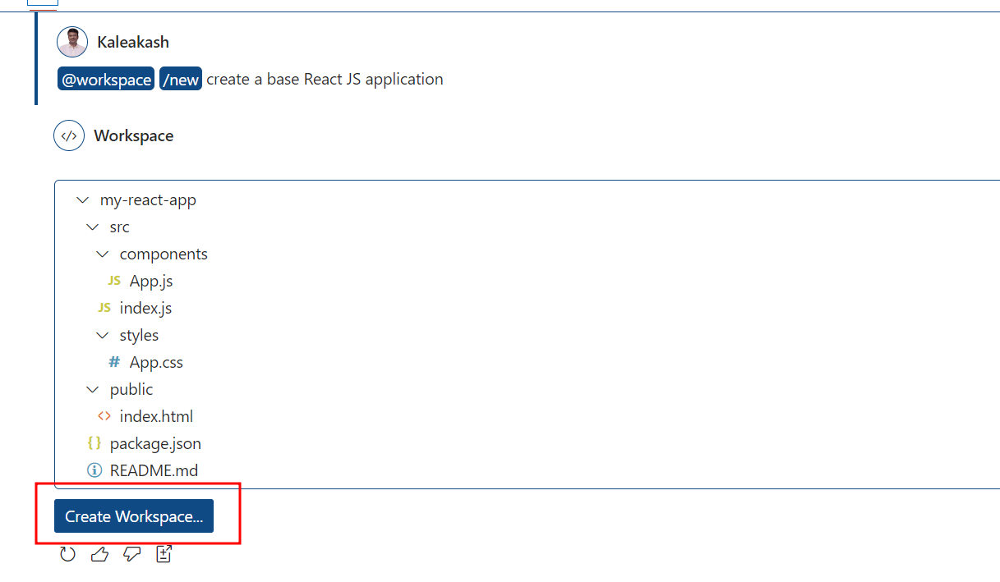 Kaleakash
@workspace /new create a base React JS application
</> Workspace
my-react-app
src
components
JS App.js
JS index.js
styles
# App.css
public
<> index.html
{} package.json
README.md
Create Workspace...